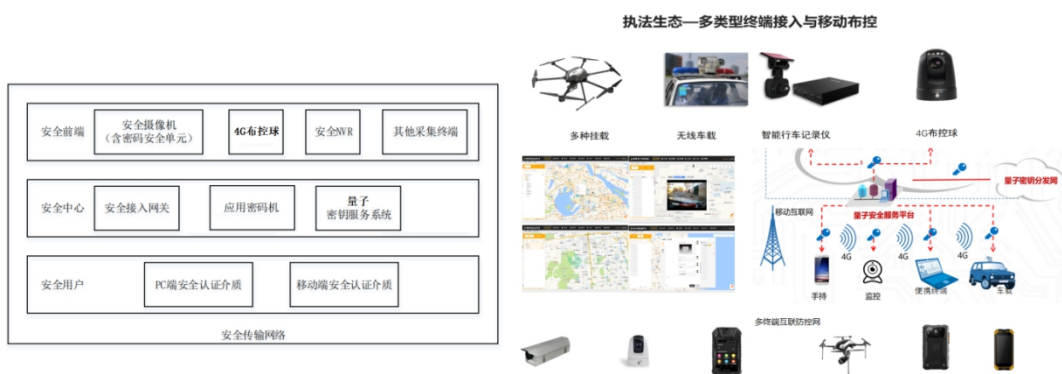 安全前端
安全摄像机
(含密码安全单元)
4G布控球
安全NVR
其他采集终端
安全中心
安全接入网关
应用密码机
量子
密钥服务系统
安全用户
PC端安全认证介质
移动端安全认证介质
安全传输网络
执法生态—多类型终端接入与移动布控
多种挂载
无线车载
智能行车记录仪
4G布控球
量子密钥分发网
量子安全服务平台
移动互联网
4G
4G
4G
手持
监控
便携终端
车载
多终端互联防控网